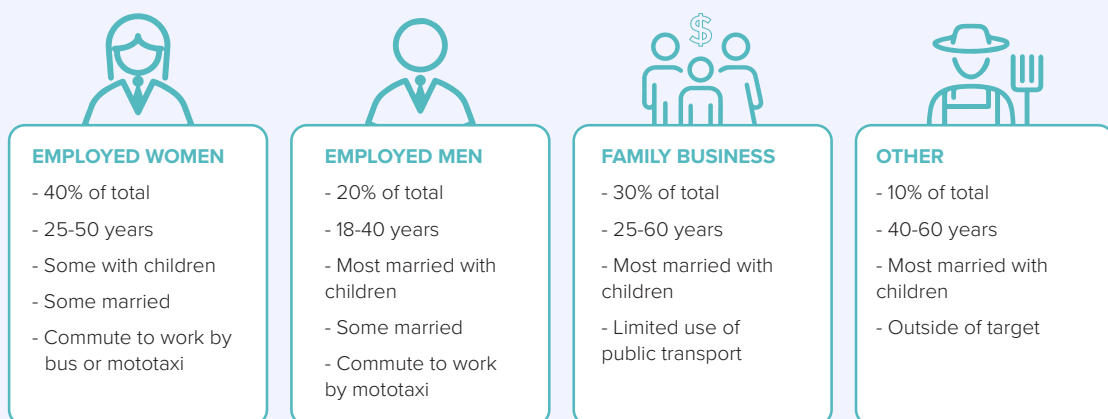 $
EMPLOYED WOMEN
- 40% of total
- 25-50 years
- Some with children
- Some married
- Commute to work by
bus or mototaxi
EMPLOYED MEN
- 20% of total
- 18-40 years
- Most married with
children
- Some married
- Commute to work
by mototaxi
FAMILY BUSINESS
- 30% of total
- 25-60 years
- Most married with
children
- Limited use of
public transport
OTHER
- 10% of total
- 40-60 years
- Most married with
children
- Outside of target